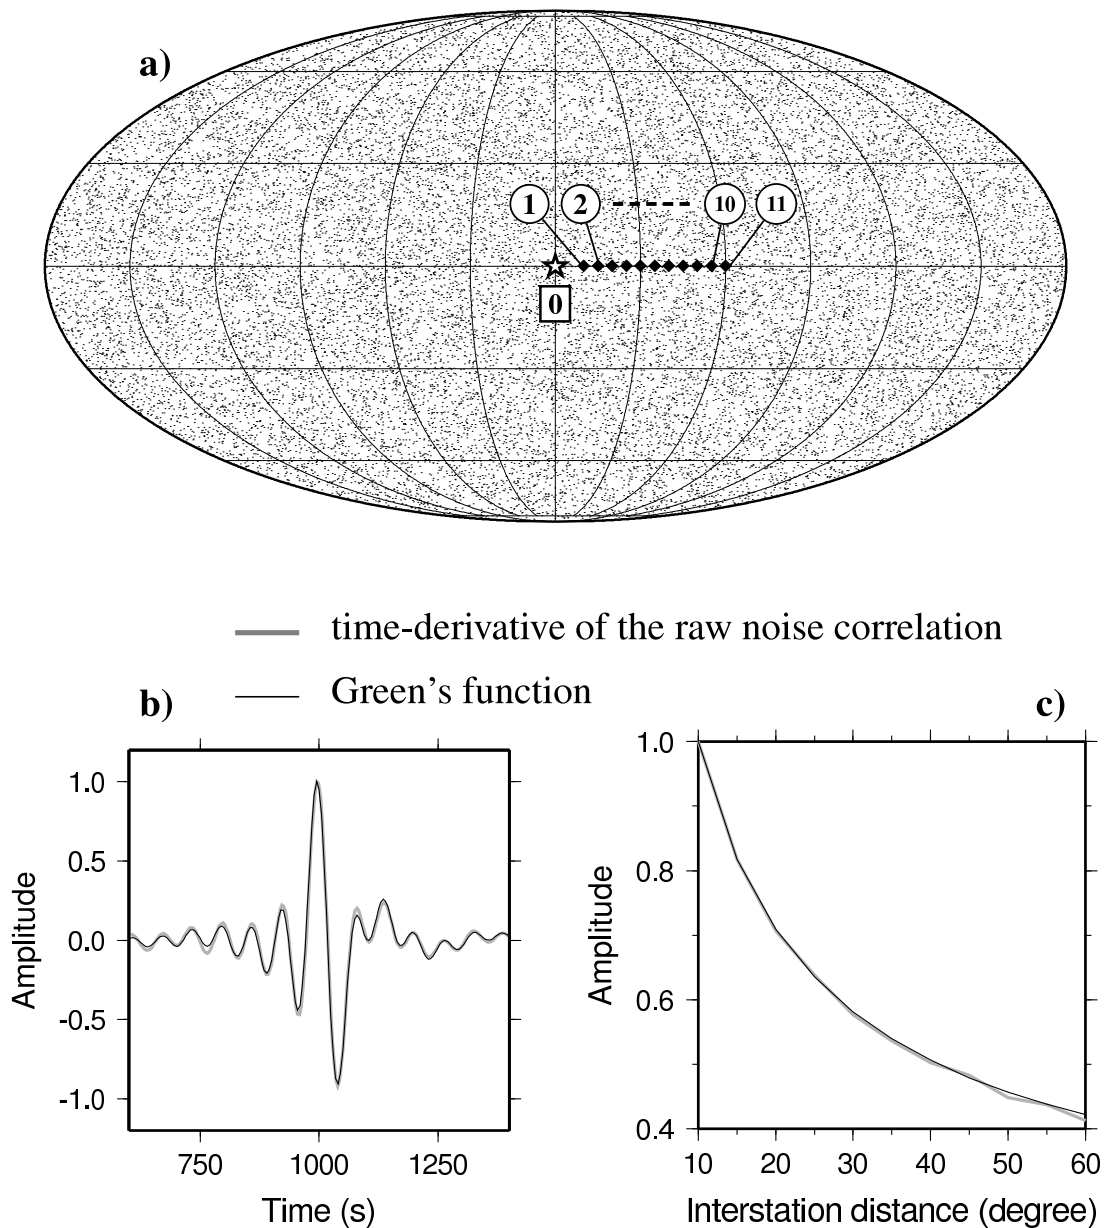 a)
1 2 10 11
0
time-derivative of the raw noise correlation
Green's function
b)
c)
1.0
0.5
0.0
-0.5
-1.0
Amplitude
750 1000 1250
Time (s)
1.0
0.8
0.6
0.4
Amplitude
10 20 30 40 50 60
Interstation distance (degree)